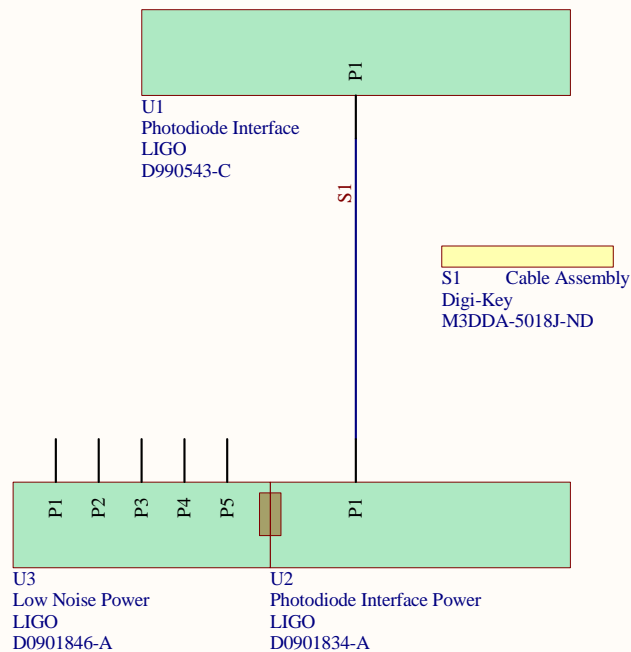 P1
U1
Photodiode Interface
LIGO
D990543-C
S1
S1 Cable Assembly
Digi-Key
M3DDA-5018J-ND
P1 P2 P3 P4 P5 P1
U3
Low Noise Power
LIGO
D0901846-A
U2
Photodiode Interface Power
LIGO
D0901834-A